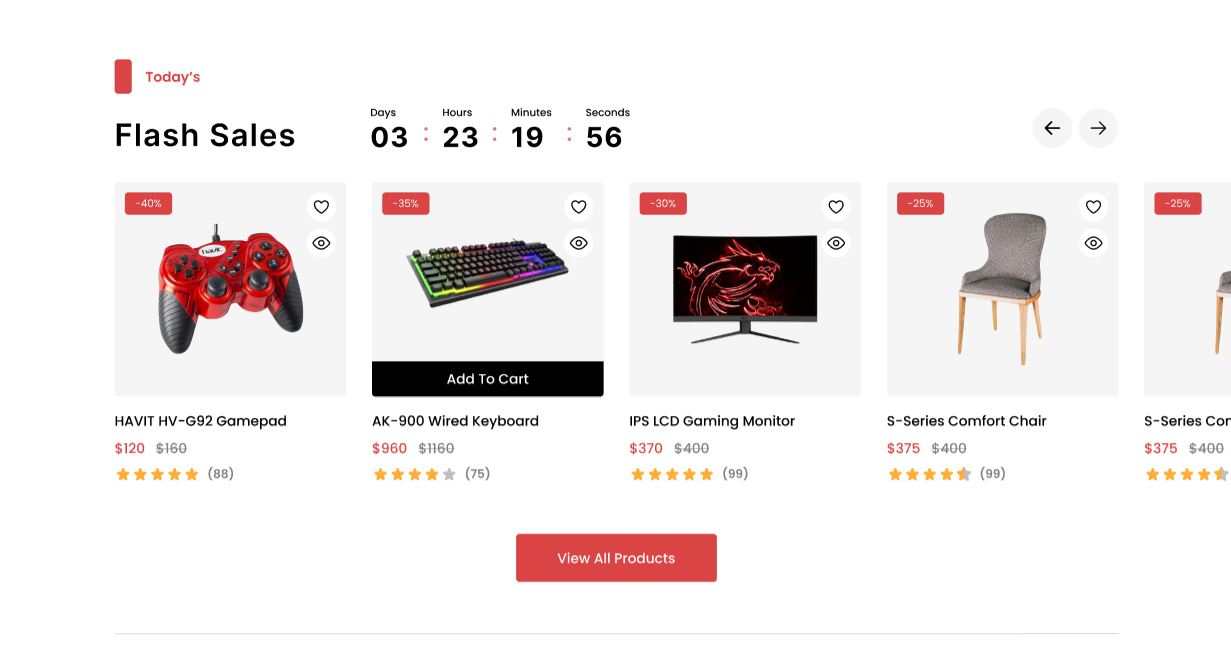 Today's
Days Hours Minutes Seconds
Flash Sales 03 : 23 : 19 : 56
-40% -35% -30% -25% -25%
havit
Add To Cart
HAVIT HV-G92 Gamepad AK-900 Wired Keyboard IPS LCD Gaming Monitor S-Series Comfort Chair S-Series Con
$120 $160 $960 $1160 $370 $400 $375 $400 $375 $400
(88) (75) (99) (99)
View All Products